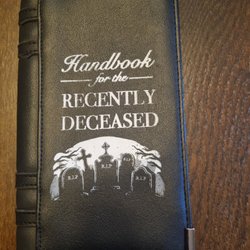 Handbook
for the
RECENTLY
DECEASED
R.I.P
R.I.P
R.I.P